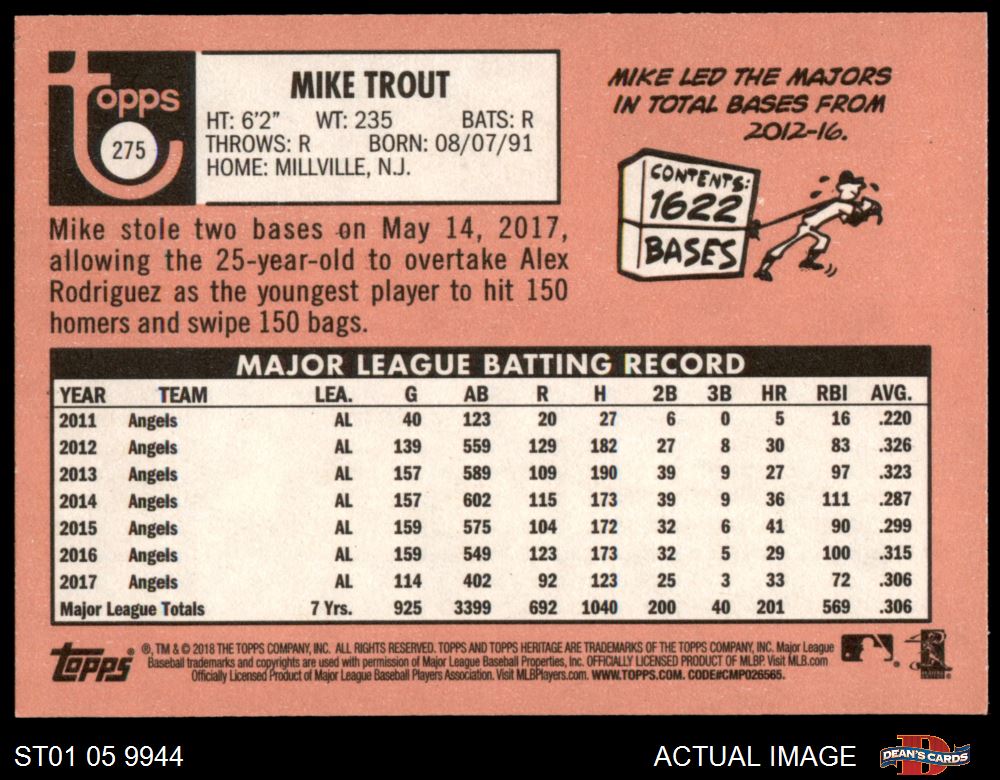 topps
275
MIKE TROUT
HT: 6'2" WT: 235 BATS: R
THROWS: R BORN: 08/07/91
HOME: MILLVILLE, N.J.
MIKE LED THE MAJORS
IN TOTAL BASES FROM
2012-16.
CONTENTS:
1622
BASES
Mike stole two bases on May 14, 2017,
allowing the 25-year-old to overtake Alex
Rodriguez as the youngest player to hit 150
homers and swipe 150 bags.
MAJOR LEAGUE BATTING RECORD
YEAR TEAM LEA. G AB R H 2B 3B HR RBI AVG.
2011 Angels AL 40 123 20 27 6 0 5 16 .220
2012 Angels AL 139 559 129 182 27 8 30 83 .326
2013 Angels AL 157 589 109 190 39 9 27 97 .323
2014 Angels AL 157 602 115 173 39 9 36 111 .287
2015 Angels AL 159 575 104 172 32 6 41 90 .299
2016 Angels AL 159 549 123 173 32 5 29 100 .315
2017 Angels AL 114 402 92 123 25 3 33 72 .306
Major League Totals 7 Yrs. 925 3399 692 1040 200 40 201 569 .306
topps
®, TM & © 2018 THE TOPPS COMPANY, INC. ALL RIGHTS RESERVED. TOPPS AND TOPPS HERITAGE ARE TRADEMARKS OF THE TOPPS COMPANY, INC. Major League
Baseball trademarks and copyrights are used with permission of Major League Baseball Properties, Inc. OFFICIALLY LICENSED PRODUCT OF MLBP. Visit MLB.com
Officially Licensed Product of Major League Baseball Players Association. Visit MLBPlayers.com. WWW.TOPPS.COM. CODE#CMP026565.
ST01 05 9944
ACTUAL IMAGE
DEAN'S CARDS